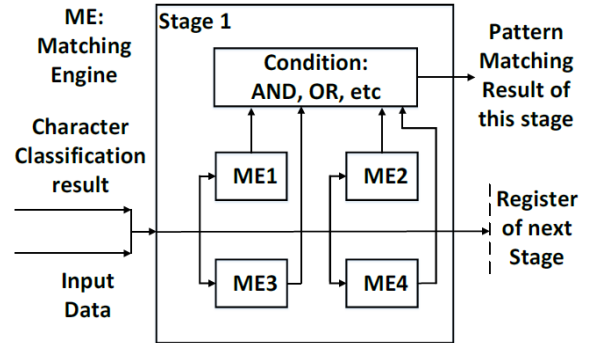 ME:
Matching
Engine
Stage 1
Condition:
AND, OR, etc
Pattern
Matching
Result of
this stage
Character
Classification
result
ME1
ME2
Input
Data
ME3
ME4
Register
of next
Stage